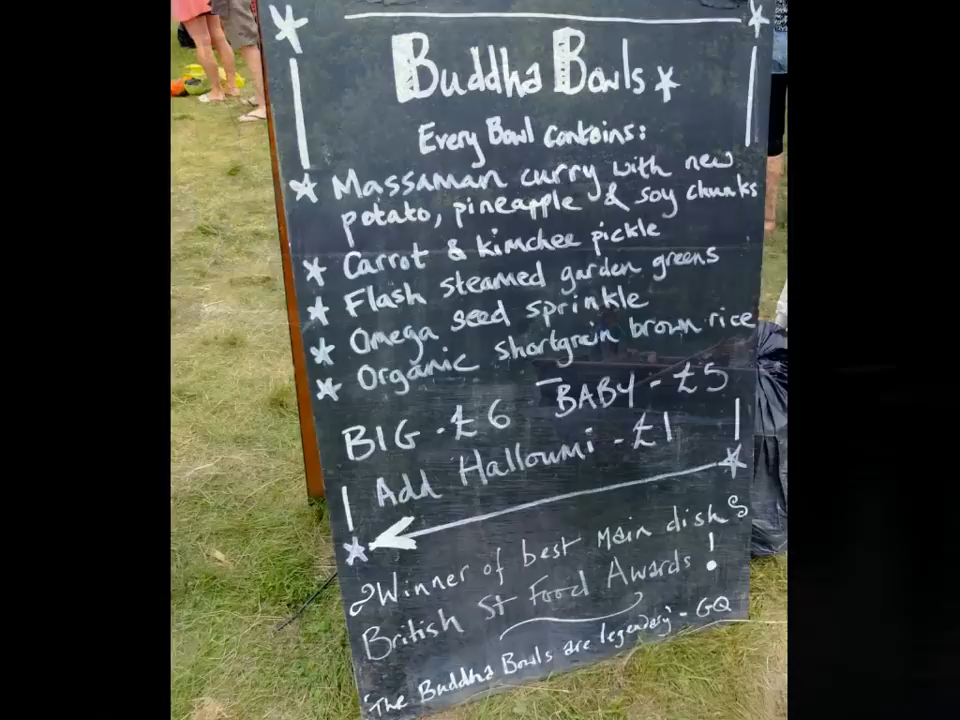 Buddha Bowls
Every Bowl contains:
Massaman curry with new
potato, pineapple & soy chunks
Carrot & kimchee pickle
Flash steamed garden greens
Omega seed sprinkle
Organic shortgrain brown rice
BIG - £6 BABY - £5
Add Halloumi - £1
Winner of best Main dish
British St Food Awards !
'The Buddha Bowls are legendary' - GQ